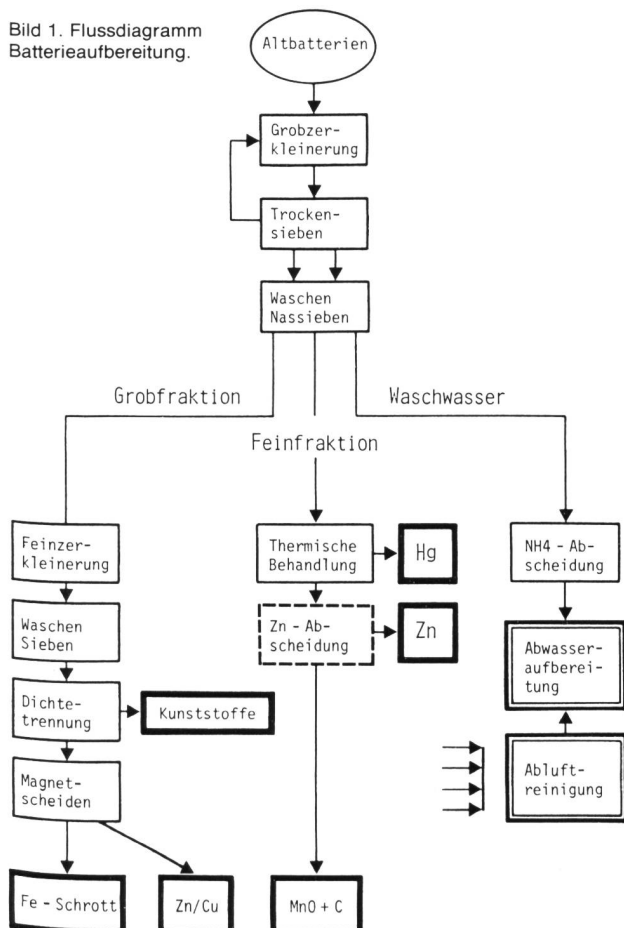 Bild 1. Flussdiagramm
Batterieaufbereitung.
Altbatterien
Grobzer-
kleinerung
Trocken-
sieben
Waschen
Nassieben
Grobfraktion
Waschwasser
Feinfraktion
Feinzer-
kleinerung
Thermische
Behandlung
Hg
NH4 - Ab-
scheidung
Waschen
Sieben
Zn - Ab-
scheidung
Zn
Abwasser-
aufberei-
tung
Dichte-
trennung
Kunststoffe
Magnet-
scheiden
Abluft-
reinigung
Fe - Schrott
Zn/Cu
MnO + C